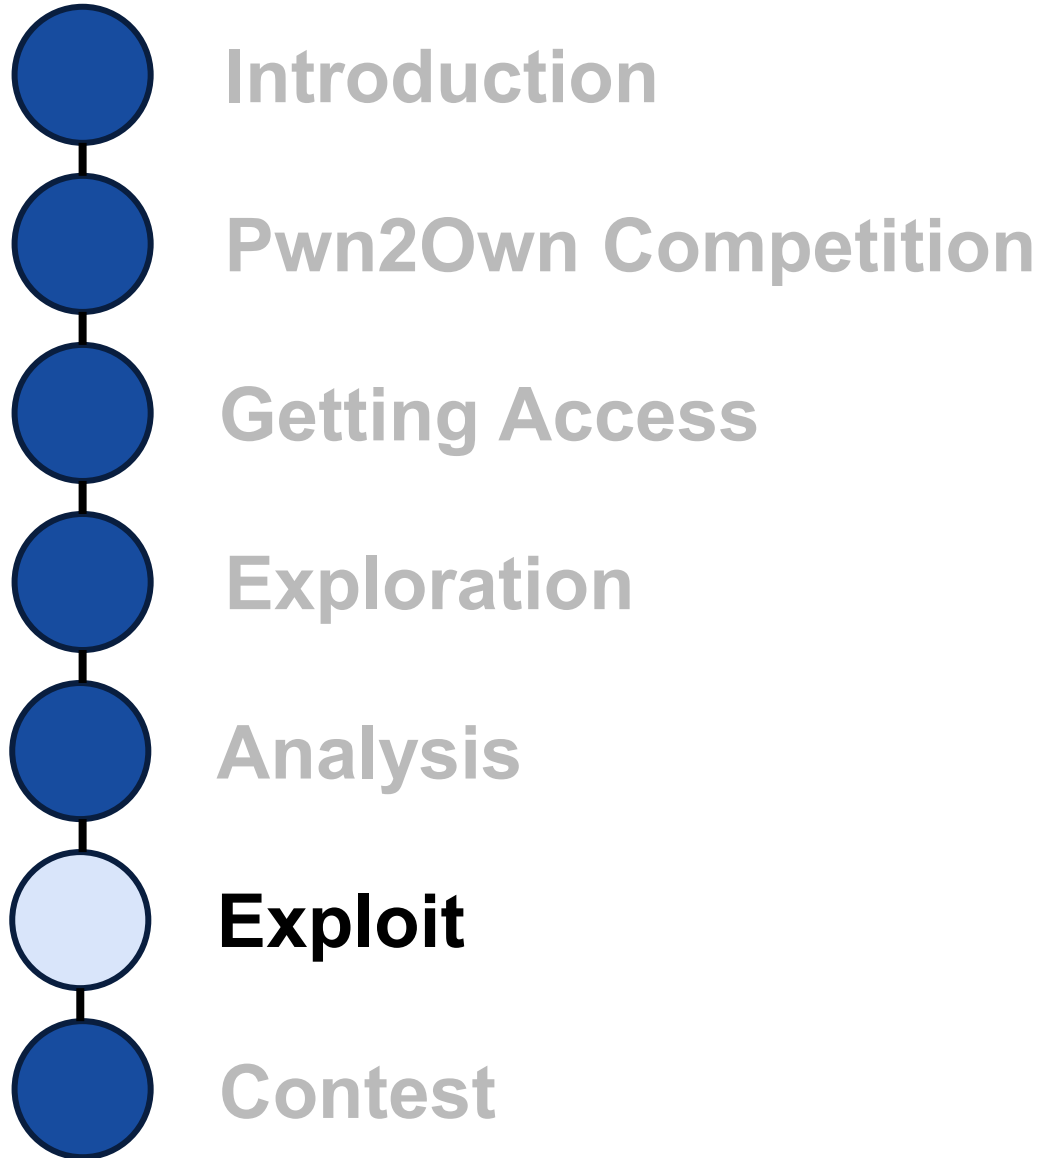 Introduction
Pwn2Own Competition
Getting Access
Exploration
Analysis
Exploit
Contest